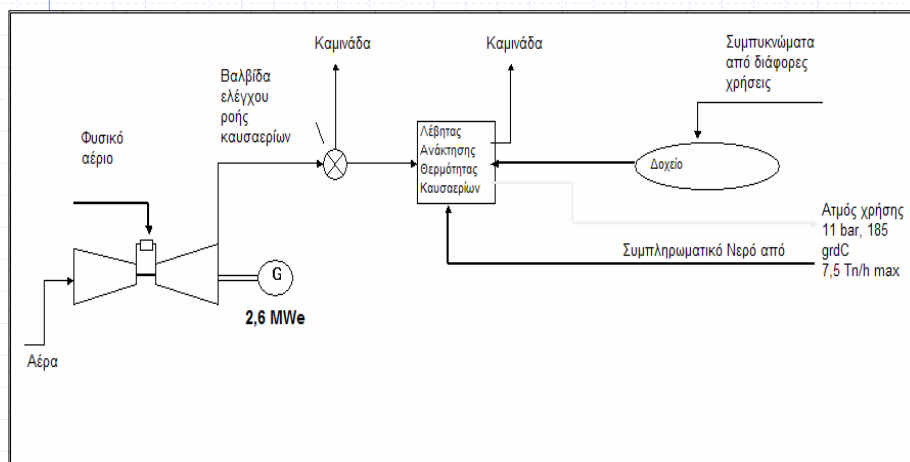 Καμινάδα
Καμινάδα
Συμπυκνώματα
από διάφορες
χρήσεις
Βαλβίδα
ελέγχου
ροής
καυσαερίων
Φυσικό
αέριο
Λέβητας
Ανάκτησης
Θερμότητας
Καυσαερίων
Δοχείο
Ατμός χρήσης
11 bar, 185
grdC
7,5 Tn/h max
Συμπληρωματικό Νερό από
G
2,6 MWe
Αέρα